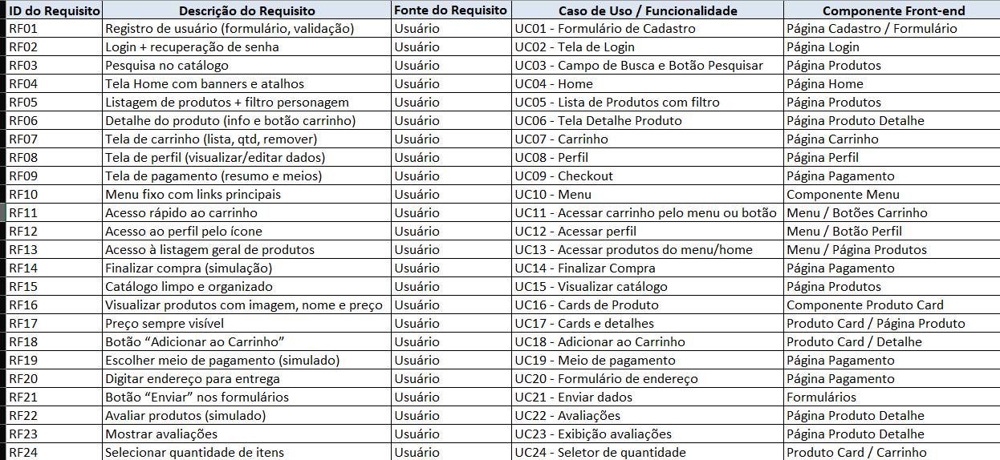 ID do Requisito Descrição do Requisito Fonte do Requisito Caso de Uso / Funcionalidade Componente Front-end
RF01 Registro de usuário (formulário, validação) Usuário UC01 - Formulário de Cadastro Página Cadastro / Formulário
RF02 Login + recuperação de senha Usuário UC02 - Tela de Login Página Login
RF03 Pesquisa no catálogo Usuário UC03 - Campo de Busca e Botão Pesquisar Página Produtos
RF04 Tela Home com banners e atalhos Usuário UC04 - Home Página Home
RF05 Listagem de produtos + filtro personagem Usuário UC05 - Lista de Produtos com filtro Página Produtos
RF06 Detalhe do produto (info e botão carrinho) Usuário UC06 - Tela Detalhe Produto Página Produto Detalhe
RF07 Tela de carrinho (lista, qtd, remover) Usuário UC07 - Carrinho Página Carrinho
RF08 Tela de perfil (visualizar/editar dados) Usuário UC08 - Perfil Página Perfil
RF09 Tela de pagamento (resumo e meios) Usuário UC09 - Checkout Página Pagamento
RF10 Menu fixo com links principais Usuário UC10 - Menu Componente Menu
RF11 Acesso rápido ao carrinho Usuário UC11 - Acessar carrinho pelo menu ou botão Menu / Botões Carrinho
RF12 Acesso ao perfil pelo ícone Usuário UC12 - Acessar perfil Menu / Botão Perfil
RF13 Acesso à listagem geral de produtos Usuário UC13 - Acessar produtos do menu/home Menu / Página Produtos
RF14 Finalizar compra (simulação) Usuário UC14 - Finalizar Compra Página Pagamento
RF15 Catálogo limpo e organizado Usuário UC15 - Visualizar catálogo Página Produtos
RF16 Visualizar produtos com imagem, nome e preço Usuário UC16 - Cards de Produto Componente Produto Card
RF17 Preço sempre visível Usuário UC17 - Cards e detalhes Produto Card / Página Produto
RF18 Botão “Adicionar ao Carrinho” Usuário UC18 - Adicionar ao Carrinho Produto Card / Detalhe
RF19 Escolher meio de pagamento (simulado) Usuário UC19 - Meio de pagamento Página Pagamento
RF20 Digitar endereço para entrega Usuário UC20 - Formulário de endereço Página Pagamento
RF21 Botão “Enviar” nos formulários Usuário UC21 - Enviar dados Formulários
RF22 Avaliar produtos (simulado) Usuário UC22 - Avaliações Página Produto Detalhe
RF23 Mostrar avaliações Usuário UC23 - Exibição avaliações Página Produto Detalhe
RF24 Selecionar quantidade de itens Usuário UC24 - Seletor de quantidade Produto Card / Carrinho